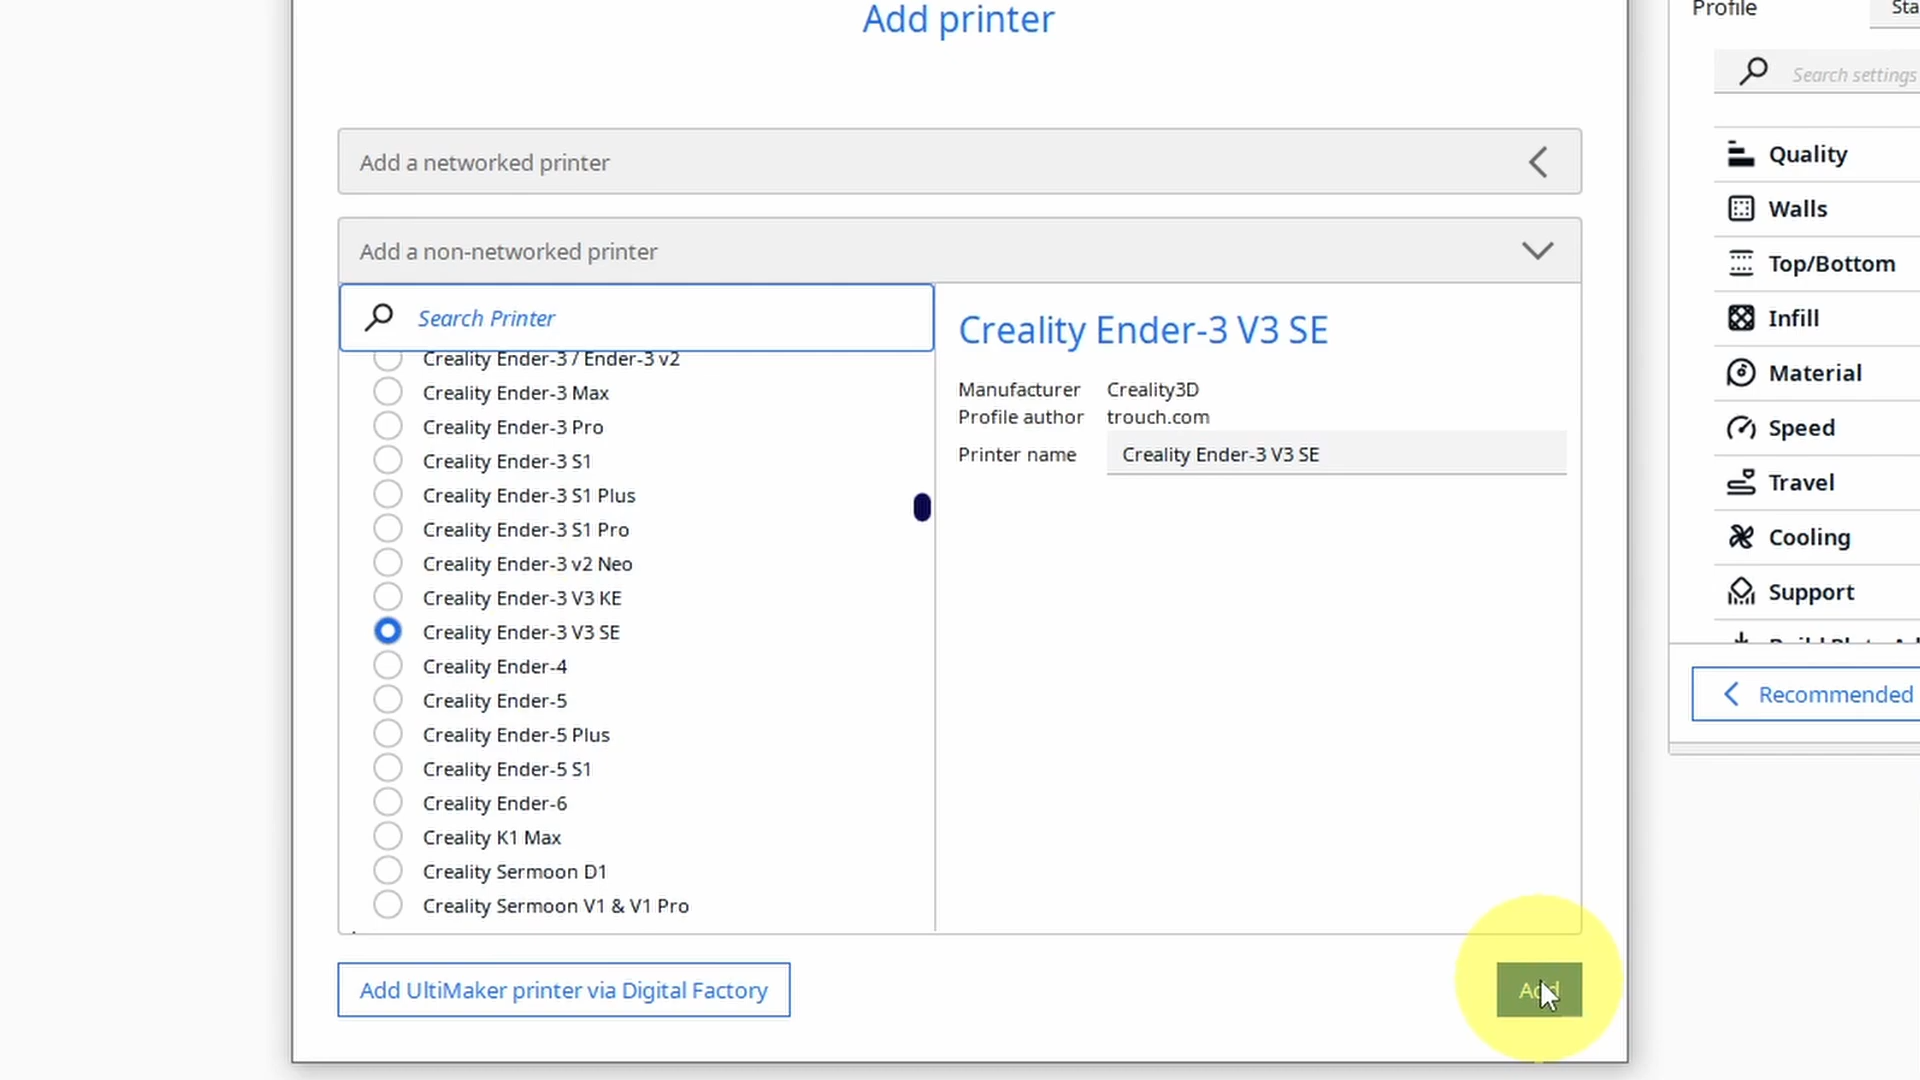 Add printer
Add a networked printer
Add a non-networked printer
Search Printer
Creality Ender-3 / Ender-3 v2
Creality Ender-3 Max
Creality Ender-3 Pro
Creality Ender-3 S1
Creality Ender-3 S1 Plus
Creality Ender-3 S1 Pro
Creality Ender-3 v2 Neo
Creality Ender-3 V3 KE
Creality Ender-3 V3 SE
Creality Ender-4
Creality Ender-5
Creality Ender-5 Plus
Creality Ender-5 S1
Creality Ender-6
Creality K1 Max
Creality Sermoon D1
Creality Sermoon V1 & V1 Pro
Creality Ender-3 V3 SE
Manufacturer Creality3D
Profile author trouch.com
Printer name Creality Ender-3 V3 SE
Add UltiMaker printer via Digital Factory
Add
Profile Sta
Search settings
Quality
Walls
Top/Bottom
Infill
Material
Speed
Travel
Cooling
Support
Recommended